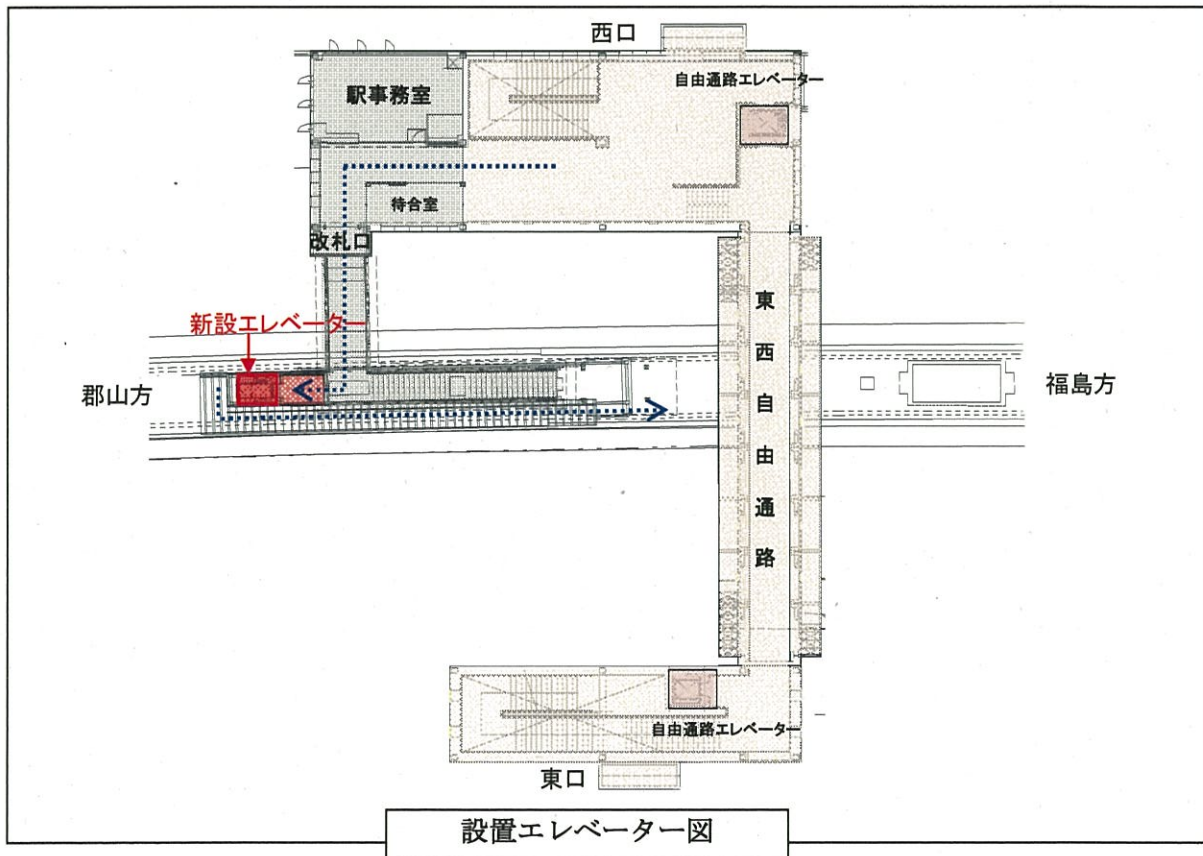 西口
自由通路エレベーター
駅事務室
待合室
改札口
新設エレベーター
郡山方
福島方
東西自由通路
自由通路エレベーター
東口
設置エレベーター図